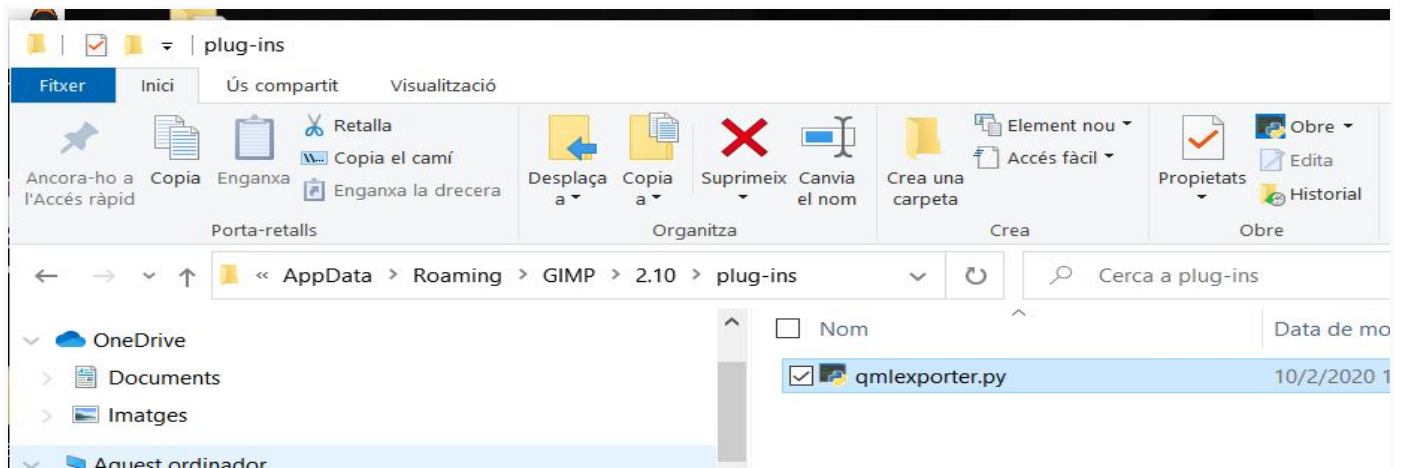 plug-ins
Fitxer Inici Ús compartit Visualització
Ancora-ho a
l'Accés ràpid
Copia
Enganxa
Retalla
Copia el camí
Enganxa la drecera
Porta-retalls
Desplaça
a
Copia
a
Suprimeix
Canvia
el nom
Organitza
Crea una
carpeta
Element nou
Accés fàcil
Crea
Propietats
Obre
Edita
Historial
Obre
« AppData > Roaming > GIMP > 2.10 > plug-ins
Cerca a plug-ins
OneDrive
Documents
Imatges
Aquest ordinador
Nom Data de mo
qmlexporter.py 10/2/2020 1